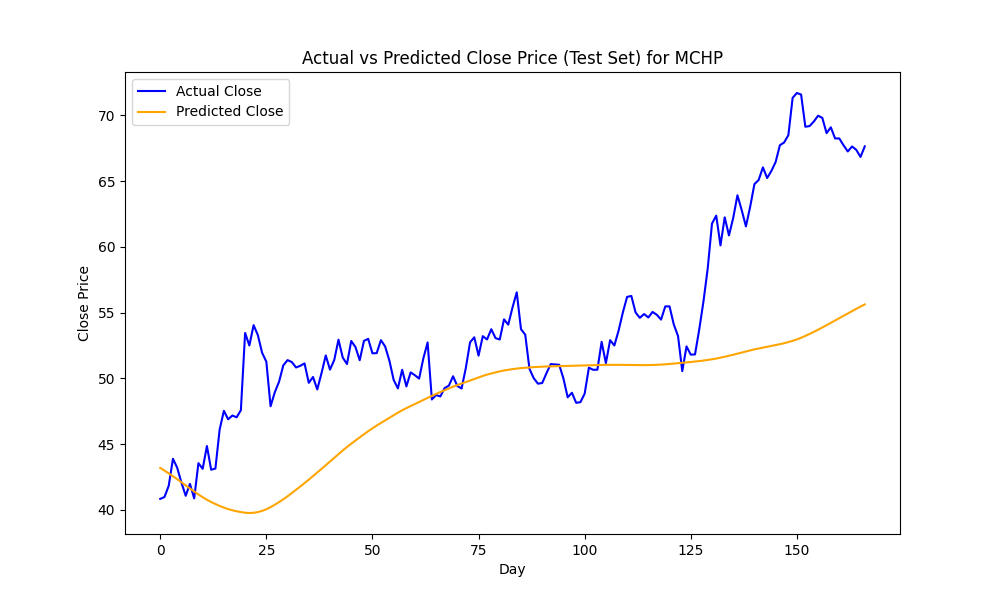 Actual vs Predicted Close Price (Test Set) for MCHP
Actual Close
Predicted Close
Close Price
70
65
60
55
50
45
40
0 25 50 75 100 125 150
Day